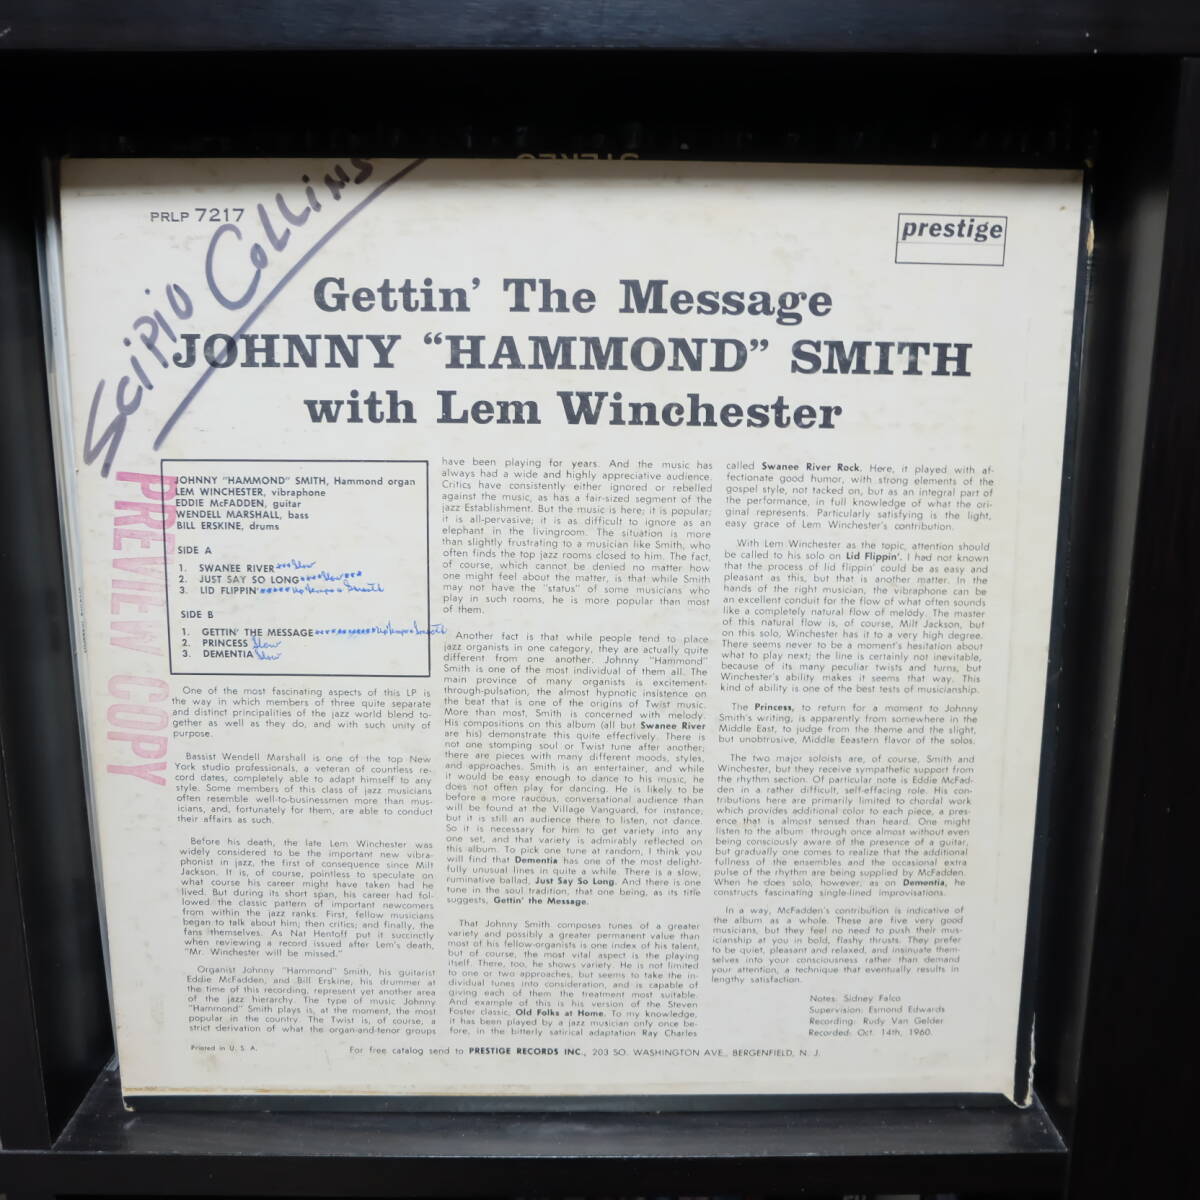 STEREO
Scipio Collins
PRLP 7217
prestige
Gettin' The Message
JOHNNY "HAMMOND" SMITH
with Lem Winchester
PREVIEW COPY
JOHNNY "HAMMOND" SMITH, Hammond organ
LEM WINCHESTER, vibraphone
EDDIE McFADDEN, guitar
WENDELL MARSHALL, bass
BILL ERSKINE, drums
SIDE A
1. SWANEE RIVER***Slow
2. JUST SAY SO LONG****Slow***
3. LID FLIPPIN'*****Up Tempo & Smooth
SIDE B
1. GETTIN' THE MESSAGE**********Up Tempo Smooth
2. PRINCESS Slow
3. DEMENTIA Slow
One of the most fascinating aspects of this LP is
the way in which members of three quite separate
and distinct principalities of the jazz world blend to-
gether as well as they do, and with such unity of
purpose.
Bassist Wendell Marshall is one of the top New
York studio professionals, a veteran of countless re-
cord dates, completely able to adapt himself to any
style. Some members of this class of jazz musicians
often resemble well-to-businessmen more than mus-
cians, and, fortunately for them, are able to conduct
their affairs as such.
Before his death, the late Lem Winchester was
widely considered to be the important new vibra-
phonist in jazz, the first of consequence since Milt
Jackson. It is, of course, pointless to speculate on
what course his career might have taken had he
lived. But during its short span, his career had fol-
lowed the classic pattern of important newcomers
from within the jazz ranks. First, fellow musicians
began to talk about him; then critics; and finally, the
fans themselves. As Nat Hentoff put it succinctly
when reviewing a record issued after Lem's death,
"Mr. Winchester will be missed."
Organist Johnny "Hammond" Smith, his guitarist
Eddie McFadden, and Bill Erskine, his drummer at
the time of this recording, represent yet another area
of the jazz hierarchy. The type of music Johnny
"Hammond" Smith plays is, at the moment, the most
popular in the country. The Twist is, of course, a
strict derivation of what the organ-and-tenor groups
have been playing for years. And the music has
always had a wide and highly appreciative audience.
Critics have consistently either ignored or rebelled
against the music, as has a fair-sized segment of the
jazz Establishment. But the music is here; it is popular;
it is all-pervasive; it is as difficult to ignore as an
elephant in the livingroom. The situation is more
than slightly frustrating to a musician like Smith, who
often finds the top jazz rooms closed to him. The fact,
of course, which cannot be denied no matter how
one might feel about the matter, is that while Smith
may not have the "status" of some musicians who
play in such rooms, he is more popular than most
of them.
Another fact is that while people tend to place
jazz organists in one category, they are actually quite
different from one another. Johnny "Hammond"
Smith is one of the most individual of them all. The
main province of many organists is excitement-
through-pulsation, the almost hypnotic insistence on
the beat that is one of the origins of Twist music.
More than most, Smith is concerned with melody.
His compositions on this album (all but Swanee River
are his) demonstrate this quite effectively. There is
not one stomping soul or Twist tune after another;
there are pieces with many different moods, styles,
and approaches. Smith is an entertainer, and while
it would be easy enough to dance to his music, he
does not often play for dancing. He is likely to be
before a more raucous, conversational audience than
will be found at the Village Vanguard, for instance;
but it is still an audience there to listen, not dance.
So it is necessary for him to get variety into any
one set, and that variety is admirably reflected on
this album. To pick one tune at random, I think you
will find that Dementia has one of the most delight-
fully unusual lines in quite a while. There is a slow,
ruminative ballad, Just Say So Long. And there is one
tune in the soul tradition, that one being, as its title
suggests, Gettin' the Message.
That Johnny Smith composes tunes of a greater
variety and possibly a greater permanent value than
most of his fellow-organists is one index of his talent,
but of course, the most vital aspect is the playing
itself. There, too, he shows variety. He is not limited
to one or two approaches, but seems to take the in-
dividual tunes into consideration, and is capable of
giving each of them the treatment most suitable.
And example of this is his version of the Steven
Foster classic, Old Folks at Home. To my knowledge,
it has been played by a jazz musician only once be-
fore, in the bitterly satirical adaptation Ray Charles
called Swanee River Rock. Here, it played with af-
fectionate good humor, with strong elements of the
gospel style, not tacked on, but as an integral part of
the performance, in full knowledge of what the ori-
ginal represents. Particularly satisfying is the light,
easy grace of Lem Winchester's contribution.
With Lem Winchester as the topic, attention should
be called to his solo on Lid Flippin'. I had not known
that the process of lid flippin' could be as easy and
pleasant as this, but that is another matter. In the
hands of the right musician, the vibraphone can be
an excellent conduit for the flow of what often sounds
like a completely natural flow of melody. The master
of this natural flow is, of course, Milt Jackson, but
on this solo, Winchester has it to a very high degree.
There seems never to be a moment's hesitation about
what to play next; the line is certainly not inevitable,
because of its many peculiar twists and turns, but
Winchester's ability makes it seems that way. This
kind of ability is one of the best tests of musicianship.
The Princess, to return for a moment to Johnny
Smith's writing, is apparently from somewhere in the
Middle East, to judge from the theme and the slight,
but unobtrusive, Middle Eeastern flavor of the solos.
The two major soloists are, of course, Smith and
Winchester, but they receive sympathetic support from
the rhythm section. Of particular note is Eddie McFad-
den in a rather difficult, self-effacing role. His con-
tributions here are primarily limited to chordal work
which provides additional color to each piece, a pres-
ence that is almost sensed than heard. One might
listen to the album through once almost without even
being consciously aware of the presence of a guitar,
but gradually one comes to realize that the additional
fullness of the ensembles and the occasional extra
pulse of the rhythm are being supplied by McFadden.
When he does solo, however, as on Dementia, he
constructs fascinating single-lined improvisations.
In a way, McFadden's contribution is indicative of
the album as a whole. These are five very good
musicians, but they feel no need to push their mus-
icianship at you in bold, flashy thrusts. They prefer
to be quiet, pleasant and relaxed, and insinuate them-
selves into your consciousness rather than demand
your attention, a technique that eventually results in
lengthy satisfaction.
Notes: Sidney Falco
Supervision: Esmond Edwards
Recording: Rudy Van Gelder
Recorded: Oct. 14th, 1960.
Printed in U. S. A.
For free catalog send to PRESTIGE RECORDS INC., 203 SO. WASHINGTON AVE., BERGENFIELD, N. J.